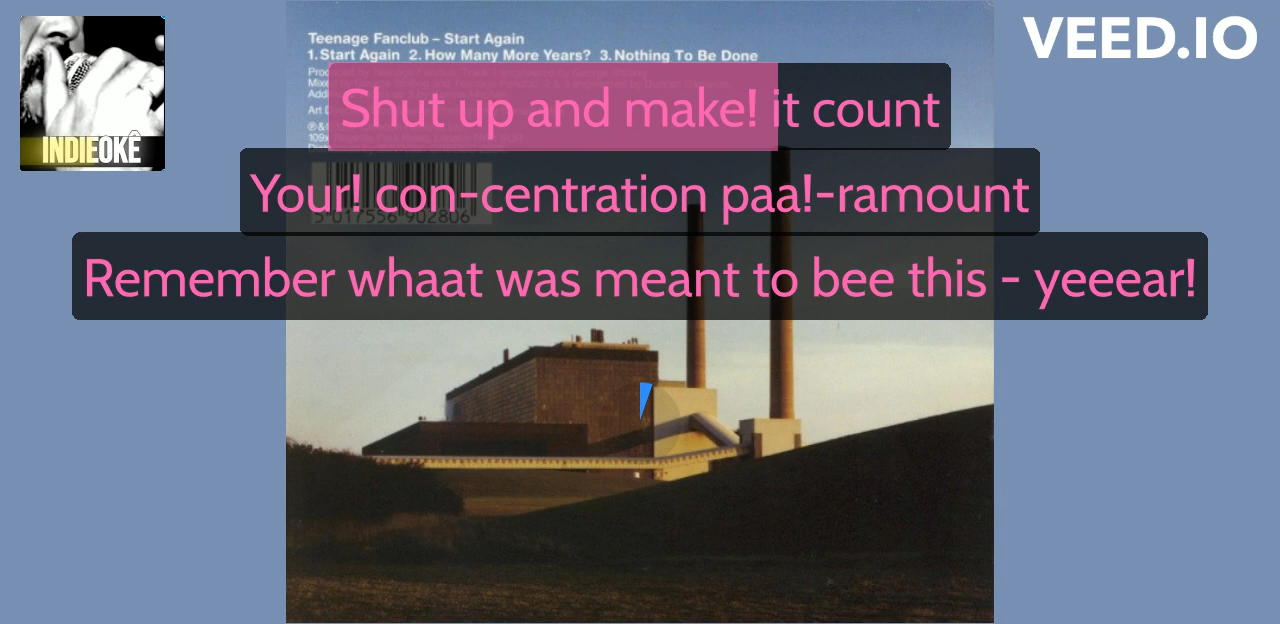 VEED.IO
INDIEOKÊ
Teenage Fanclub – Start Again
1. Start Again 2. How Many More Years? 3. Nothing To Be Done
Shut up and make! it count
Your! con-centration paa!-ramount
5 017556 902806
Remember whaat was meant to bee this - yeeear!